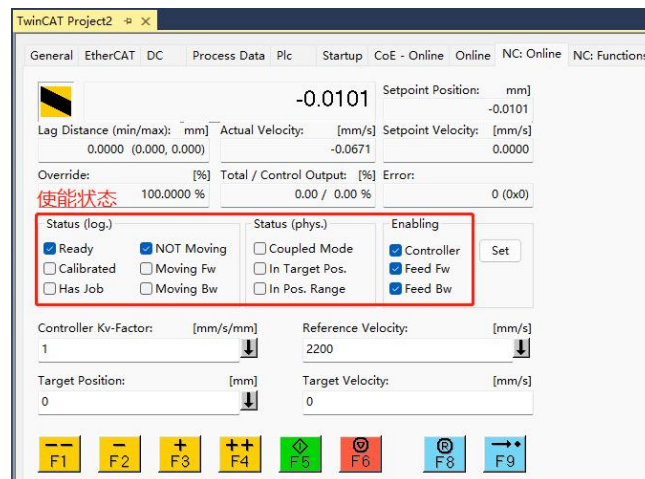 TwinCAT Project2
General EtherCAT DC Process Data Plc Startup CoE - Online Online NC: Online NC: Functions
-0.0101
Setpoint Position: mm]
-0.0101
Lag Distance (min/max): mm] Actual Velocity: [mm/s] Setpoint Velocity: [mm/s]
0.0000 (0.000, 0.000) -0.0671 0.0000
Override: [%] Total / Control Output: [%] Error:
使能状态 100.0000 % 0.00 / 0.00 % 0 (0x0)
Status (log.) Status (phys.) Enabling
Ready NOT Moving Coupled Mode Controller Set
Calibrated Moving Fw In Target Pos. Feed Fw
Has Job Moving Bw In Pos. Range Feed Bw
Controller Kv-Factor: [mm/s/mm] Reference Velocity: [mm/s]
1 2200
Target Position: [mm] Target Velocity: [mm/s]
0 0
-- - + ++ R
F1 F2 F3 F4 F5 F6 F8 F9